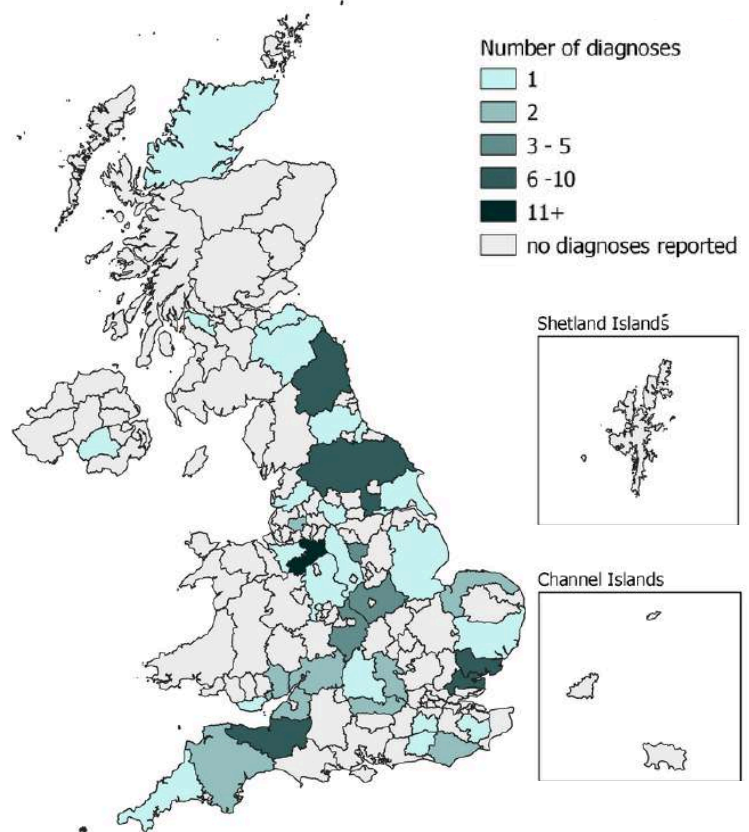 Number of diagnoses
1
2
3 - 5
6 -10
11+
no diagnoses reported
Shetland Islands
Channel Islands